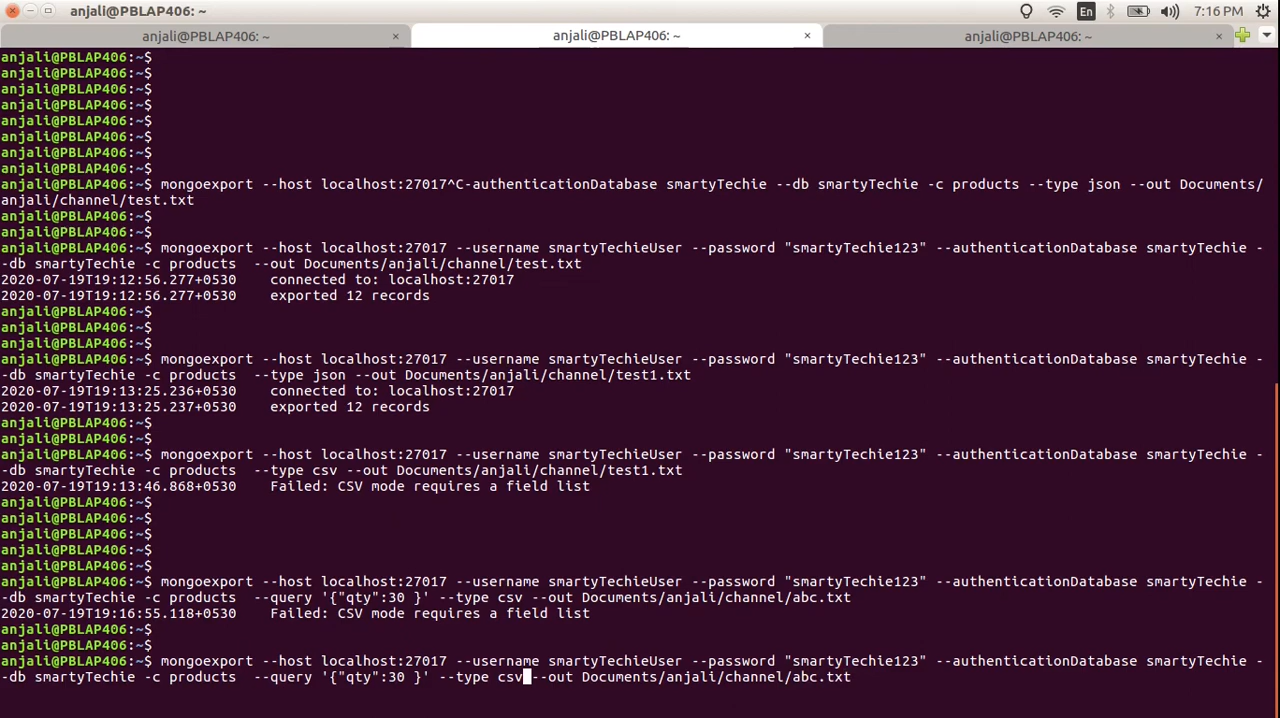 anjali@PBLAP406: ~
En
7:16 PM
anjali@PBLAP406: ~ × anjali@PBLAP406: ~ × anjali@PBLAP406: ~ ×
anjali@PBLAP406:~$
anjali@PBLAP406:~$
anjali@PBLAP406:~$
anjali@PBLAP406:~$
anjali@PBLAP406:~$
anjali@PBLAP406:~$
anjali@PBLAP406:~$
anjali@PBLAP406:~$
anjali@PBLAP406:~$ mongoexport --host localhost:27017^C-authenticationDatabase smartyTechie --db smartyTechie -c products --type json --out Documents/
anjali/channel/test.txt
anjali@PBLAP406:~$
anjali@PBLAP406:~$
anjali@PBLAP406:~$ mongoexport --host localhost:27017 --username smartyTechieUser --password "smartyTechie123" --authenticationDatabase smartyTechie -
-db smartyTechie -c products  --out Documents/anjali/channel/test.txt
2020-07-19T19:12:56.277+0530    connected to: localhost:27017
2020-07-19T19:12:56.277+0530    exported 12 records
anjali@PBLAP406:~$
anjali@PBLAP406:~$
anjali@PBLAP406:~$
anjali@PBLAP406:~$ mongoexport --host localhost:27017 --username smartyTechieUser --password "smartyTechie123" --authenticationDatabase smartyTechie -
-db smartyTechie -c products  --type json --out Documents/anjali/channel/test1.txt
2020-07-19T19:13:25.236+0530    connected to: localhost:27017
2020-07-19T19:13:25.237+0530    exported 12 records
anjali@PBLAP406:~$
anjali@PBLAP406:~$
anjali@PBLAP406:~$ mongoexport --host localhost:27017 --username smartyTechieUser --password "smartyTechie123" --authenticationDatabase smartyTechie -
-db smartyTechie -c products  --type csv --out Documents/anjali/channel/test1.txt
2020-07-19T19:13:46.868+0530    Failed: CSV mode requires a field list
anjali@PBLAP406:~$
anjali@PBLAP406:~$
anjali@PBLAP406:~$
anjali@PBLAP406:~$
anjali@PBLAP406:~$
anjali@PBLAP406:~$ mongoexport --host localhost:27017 --username smartyTechieUser --password "smartyTechie123" --authenticationDatabase smartyTechie -
-db smartyTechie -c products  --query '{"qty":30 }' --type csv --out Documents/anjali/channel/abc.txt
2020-07-19T19:16:55.118+0530    Failed: CSV mode requires a field list
anjali@PBLAP406:~$
anjali@PBLAP406:~$
anjali@PBLAP406:~$ mongoexport --host localhost:27017 --username smartyTechieUser --password "smartyTechie123" --authenticationDatabase smartyTechie -
-db smartyTechie -c products  --query '{"qty":30 }' --type csv --out Documents/anjali/channel/abc.txt